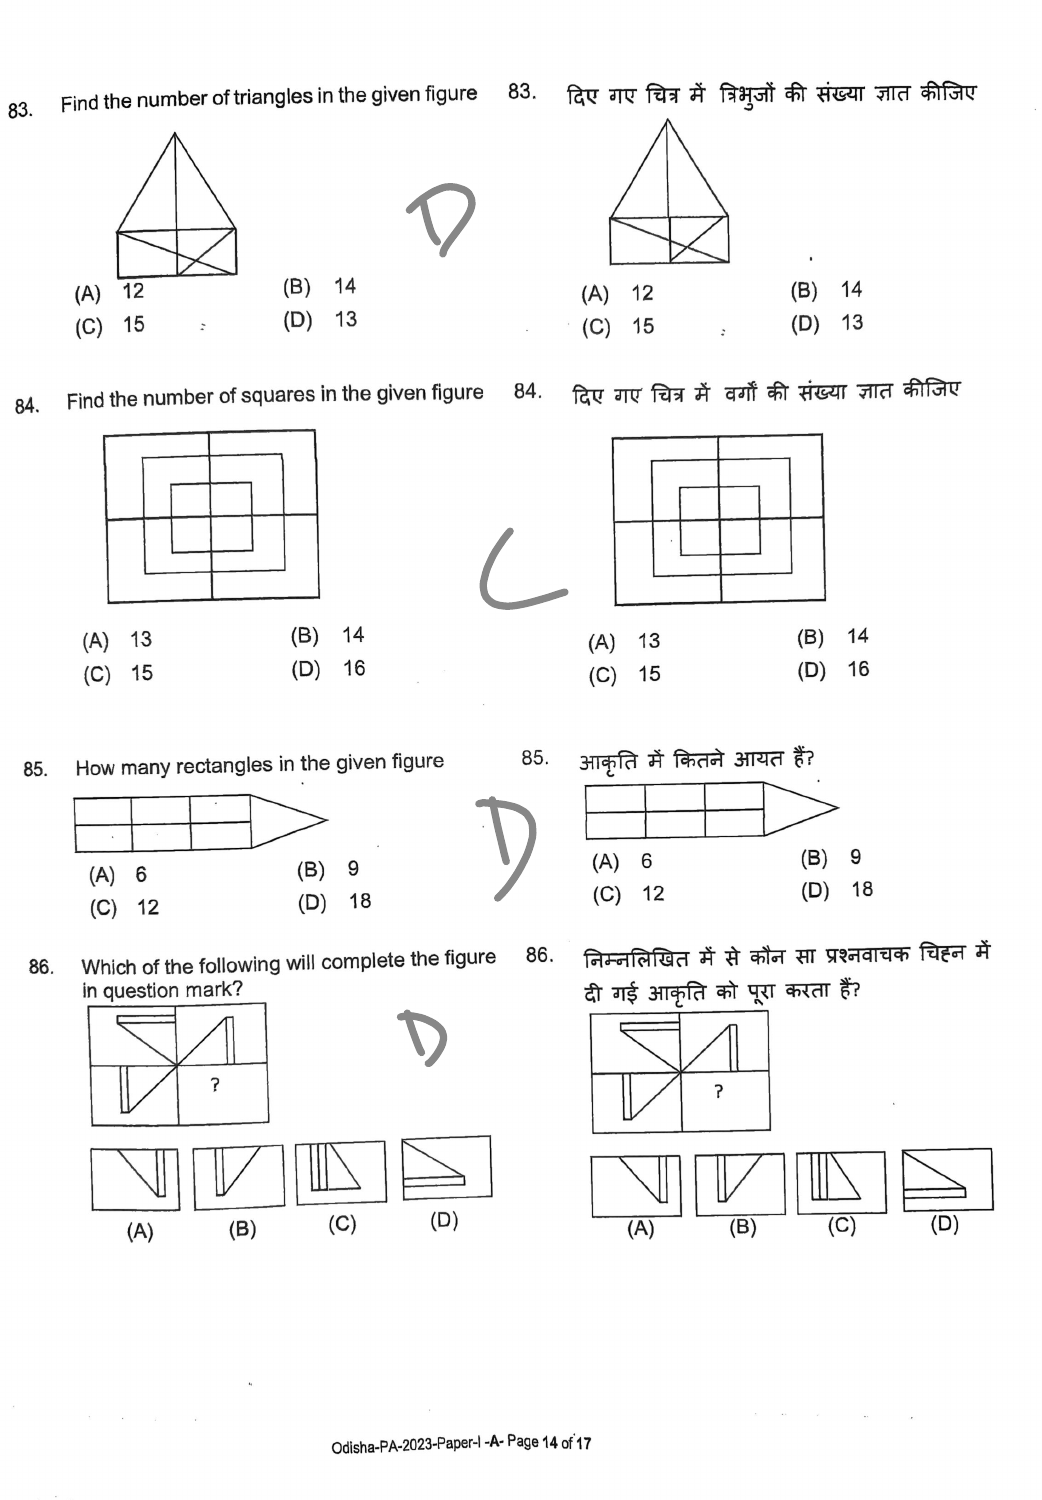 83. Find the number of triangles in the given figure
(A) 12 (B) 14
(C) 15 (D) 13
D
83. दिए गए चित्र में त्रिभुजों की संख्या ज्ञात कीजिए
(A) 12 (B) 14
(C) 15 (D) 13
84. Find the number of squares in the given figure
(A) 13 (B) 14
(C) 15 (D) 16
C
84. दिए गए चित्र में वर्गों की संख्या ज्ञात कीजिए
(A) 13 (B) 14
(C) 15 (D) 16
85. How many rectangles in the given figure
(A) 6 (B) 9
(C) 12 (D) 18
D
85. आकृति में कितने आयत हैं?
(A) 6 (B) 9
(C) 12 (D) 18
86. Which of the following will complete the figure
in question mark?
?
(A) (B) (C) (D)
D
86. निम्नलिखित में से कौन सा प्रश्नवाचक चिह्न में
दी गई आकृति को पूरा करता हैं?
?
(A) (B) (C) (D)
Odisha-PA-2023-Paper-I -A- Page 14 of 17